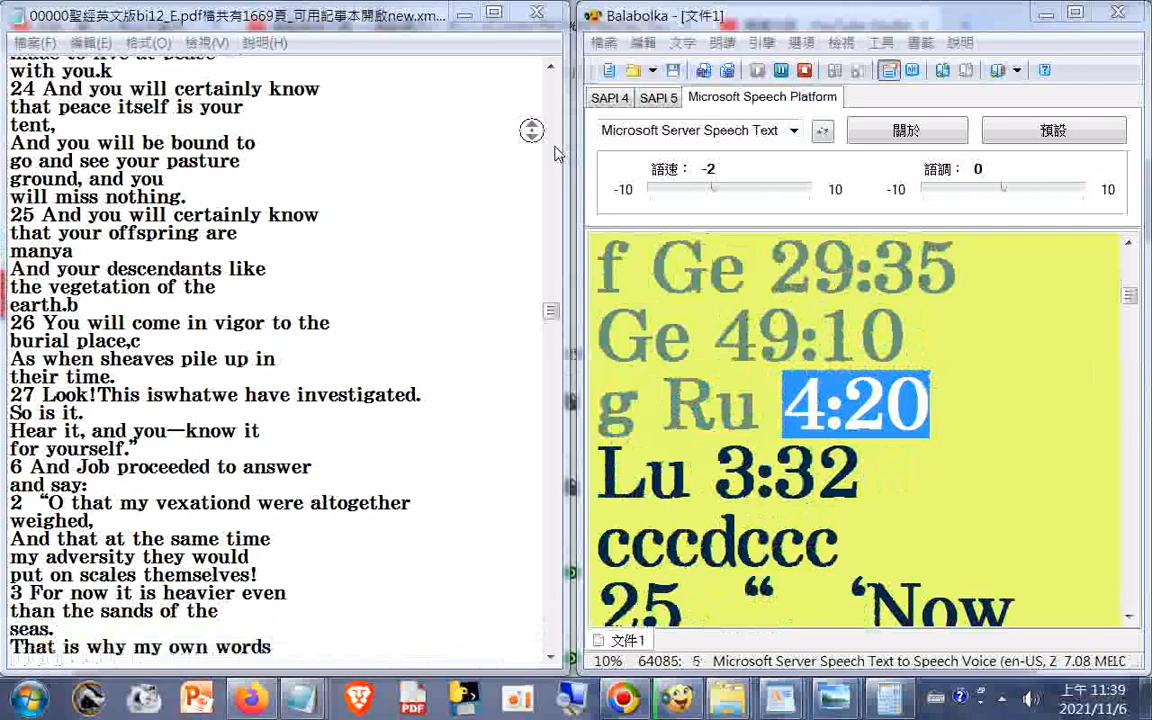 00000聖經英文版bi12_E.pdf檔共有1669頁_可用記事本開啟new.xm...
檔案(F) 編輯(E) 格式(O) 檢視(V) 說明(H)
with you.k
24 And you will certainly know
that peace itself is your
tent,
And you will be bound to
go and see your pasture
ground, and you
will miss nothing.
25 And you will certainly know
that your offspring are
manya
And your descendants like
the vegetation of the
earth.b
26 You will come in vigor to the
burial place,c
As when sheaves pile up in
their time.
27 Look!This iswhatwe have investigated.
So is it.
Hear it, and you—know it
for yourself.”
6 And Job proceeded to answer
and say:
2 “O that my vexationd were altogether
weighed,
And that at the same time
my adversity they would
put on scales themselves!
3 For now it is heavier even
than the sands of the
seas.
That is why my own words
Balabolka - [文件1]
檔案 編輯 文字 朗讀 引擎 選項 檢視 工具 書籤 說明
SAPI 4 SAPI 5 Microsoft Speech Platform
Microsoft Server Speech Text 關於 預設
語速： -2 語調： 0
-10 10 -10 10
f Ge 29:35
Ge 49:10
g Ru 4:20
Lu 3:32
cccdccc
25 “ ‘Now
文件1
10% 64085: 5 Microsoft Server Speech Text to Speech Voice (en-US, Z 7.08 MELC
上午 11:39
2021/11/6